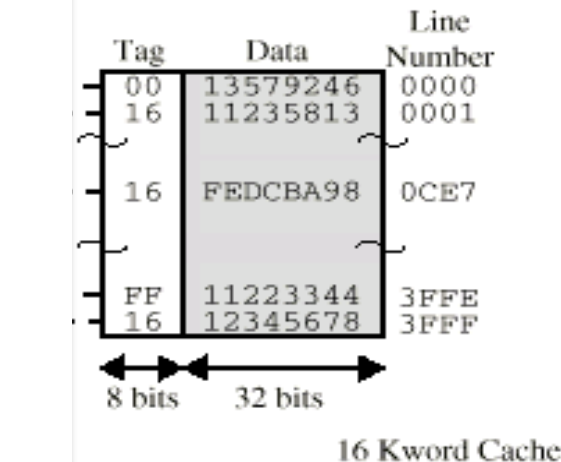 Line
Tag Data Number
00 13579246 0000
16 11235813 0001
16 FEDCBA98 0CE7
FF 11223344 3FFE
16 12345678 3FFF
8 bits 32 bits
16 Kword Cache